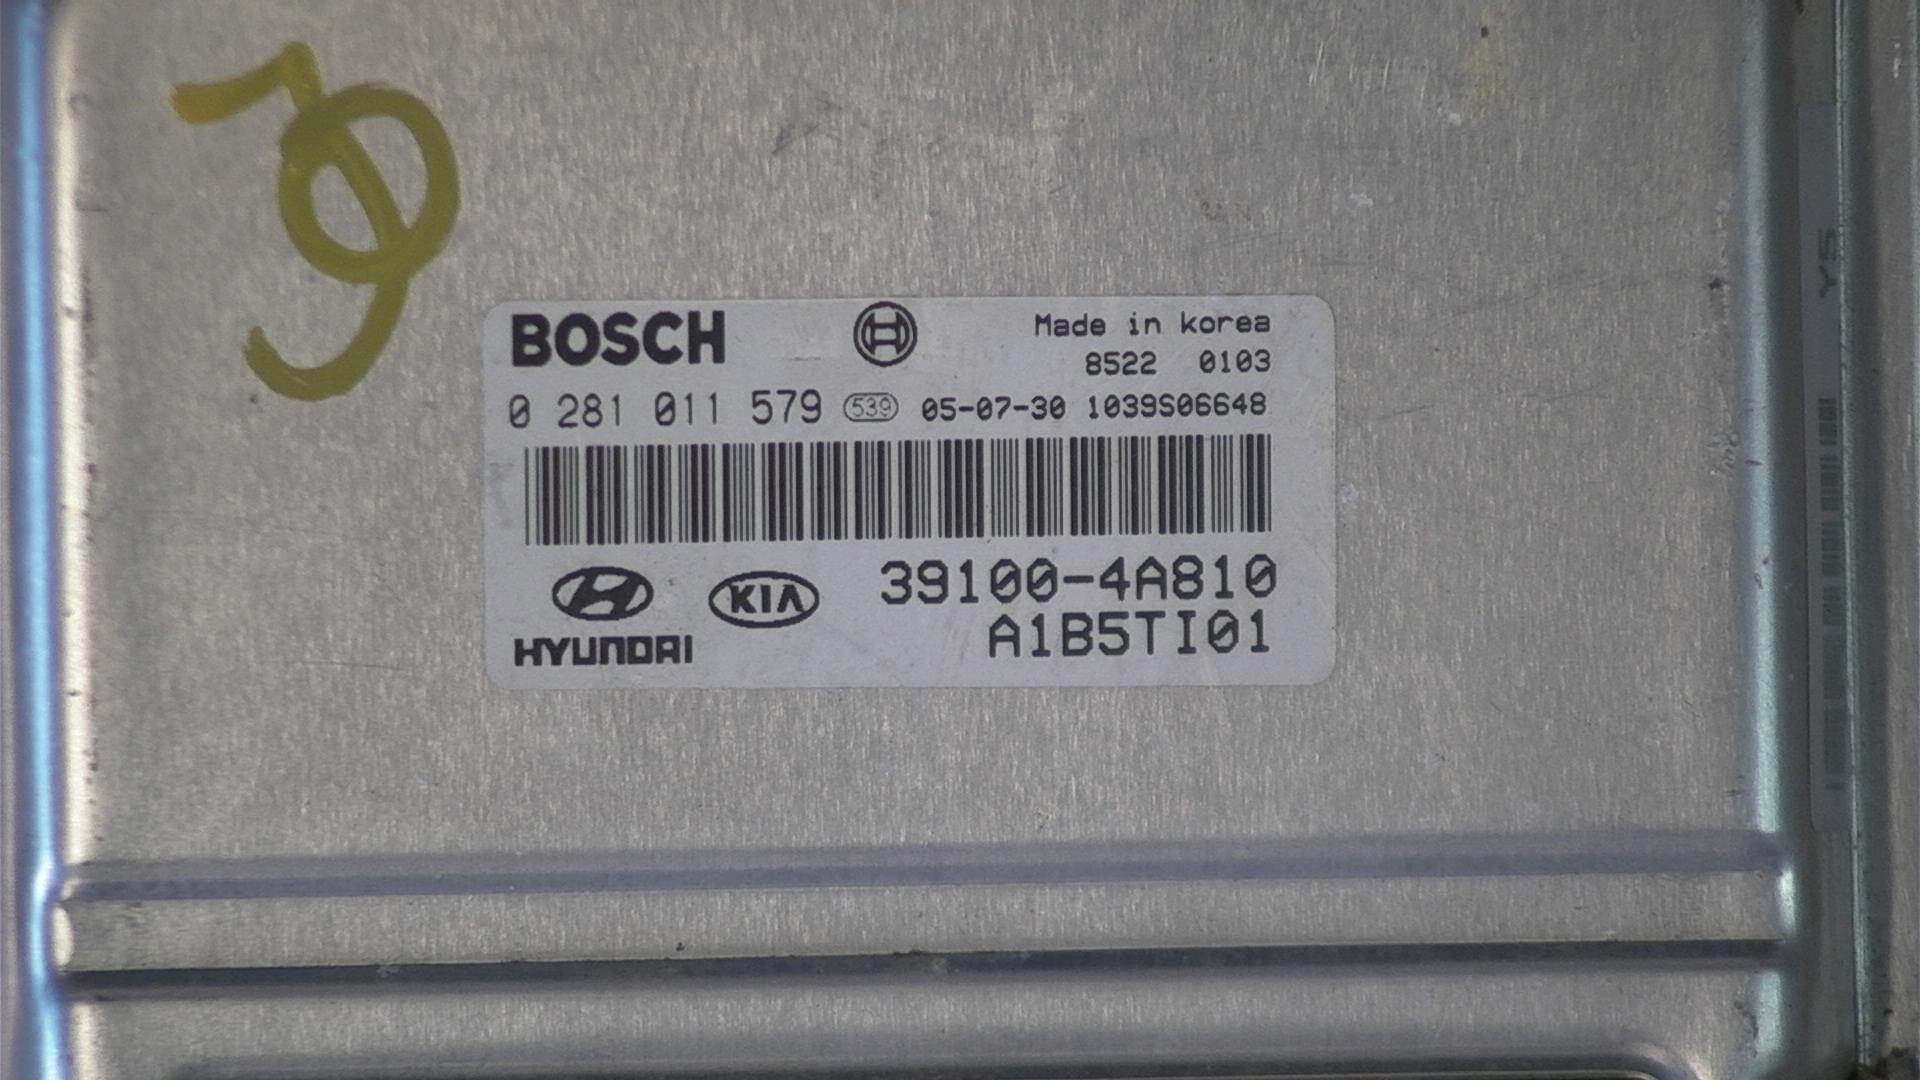 BOSCH
Made in korea
8522 0103
0 281 011 579 539 05-07-30 1039S06648
39100-4A810
KIA
A1B5TI01
HYUNDAI
Y5